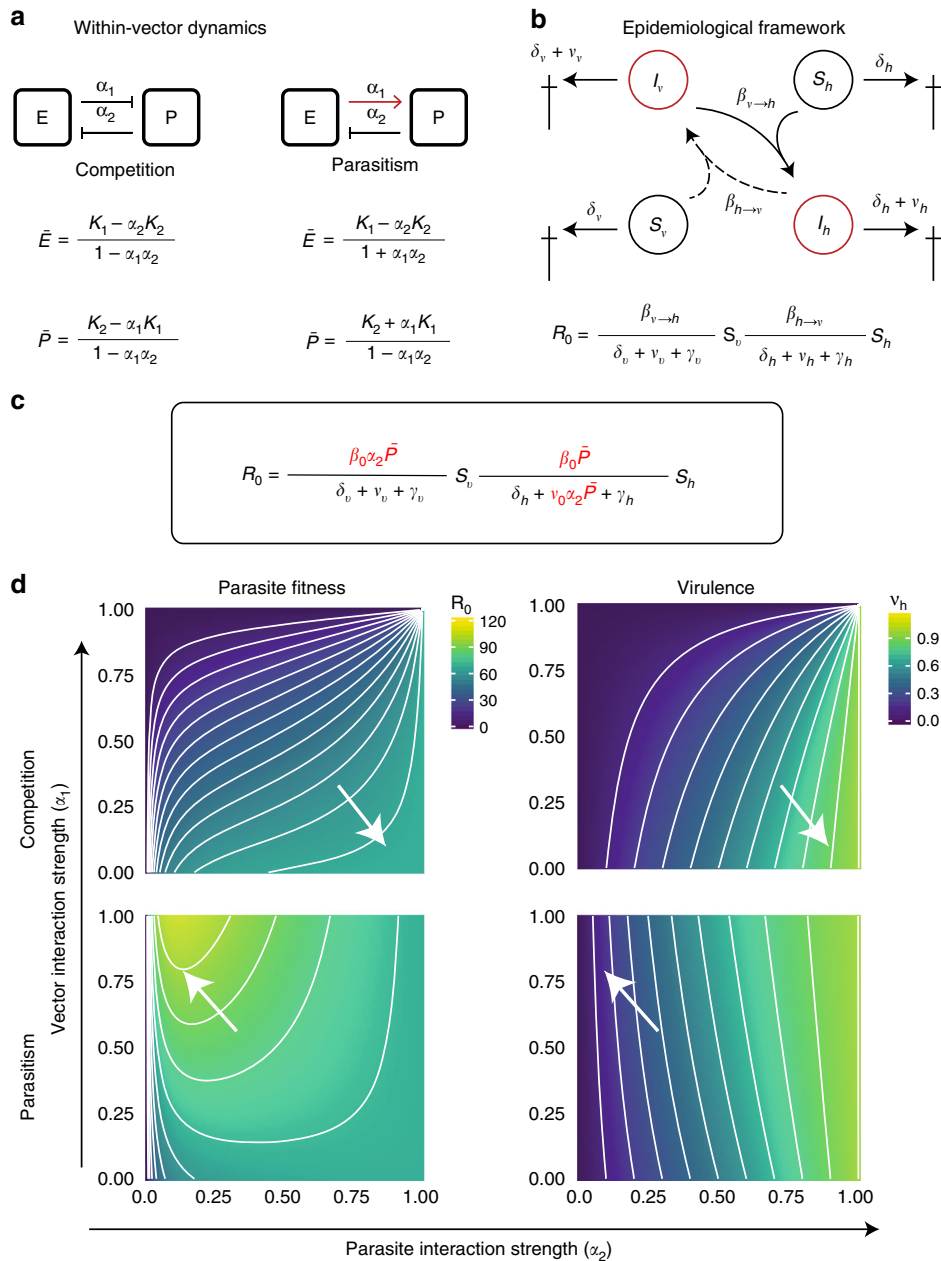 a Within-vector dynamics
E α₁ α₂ P
Competition
E α₁ α₂ P
Parasitism
Ē = (K₁ − α₂K₂) / (1 − α₁α₂)
Ē = (K₁ − α₂K₂) / (1 + α₁α₂)
P̄ = (K₂ − α₁K₁) / (1 − α₁α₂)
P̄ = (K₂ + α₁K₁) / (1 − α₁α₂)
b Epidemiological framework
δᵥ + νᵥ Iᵥ Sₕ δₕ
βᵥ→ₕ
βₕ→ᵥ
δᵥ Sᵥ Iₕ δₕ + νₕ
R₀ = βᵥ→ₕ / (δᵥ + νᵥ + γᵥ) Sᵥ βₕ→ᵥ / (δₕ + νₕ + γₕ) Sₕ
c
R₀ = β₀α₂P̄ / (δᵥ + νᵥ + γᵥ) Sᵥ β₀P̄ / (δₕ + ν₀α₂P̄ + γₕ) Sₕ
d Parasite fitness
Virulence
R₀
120
90
60
30
0
νₕ
0.9
0.6
0.3
0.0
Vector interaction strength (α₁)
Competition
1.00
0.75
0.50
0.25
0.00
1.00
0.75
0.50
0.25
0.00
Parasitism
1.00
0.75
0.50
0.25
0.00
1.00
0.75
0.50
0.25
0.00
0.0 0.25 0.50 0.75 1.00
0.0 0.25 0.50 0.75 1.00
Parasite interaction strength (α₂)